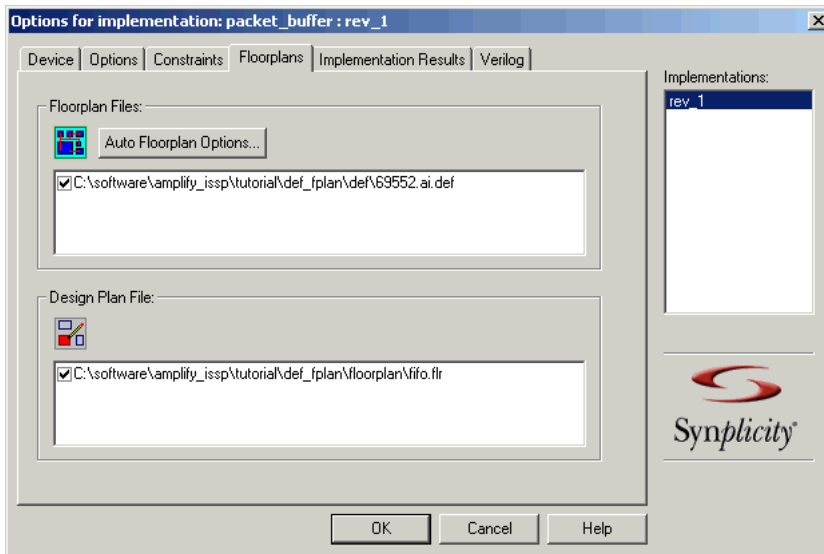 Options for implementation: packet_buffer : rev_1
Device Options Constraints Floorplans Implementation Results Verilog
Implementations:
rev_1
Floorplan Files:
Auto Floorplan Options...
C:\software\amplify_issp\tutorial\def_fplan\def\69552.ai.def
Design Plan File:
C:\software\amplify_issp\tutorial\def_fplan\floorplan\fifo.flr
Synplicity®
OK Cancel Help